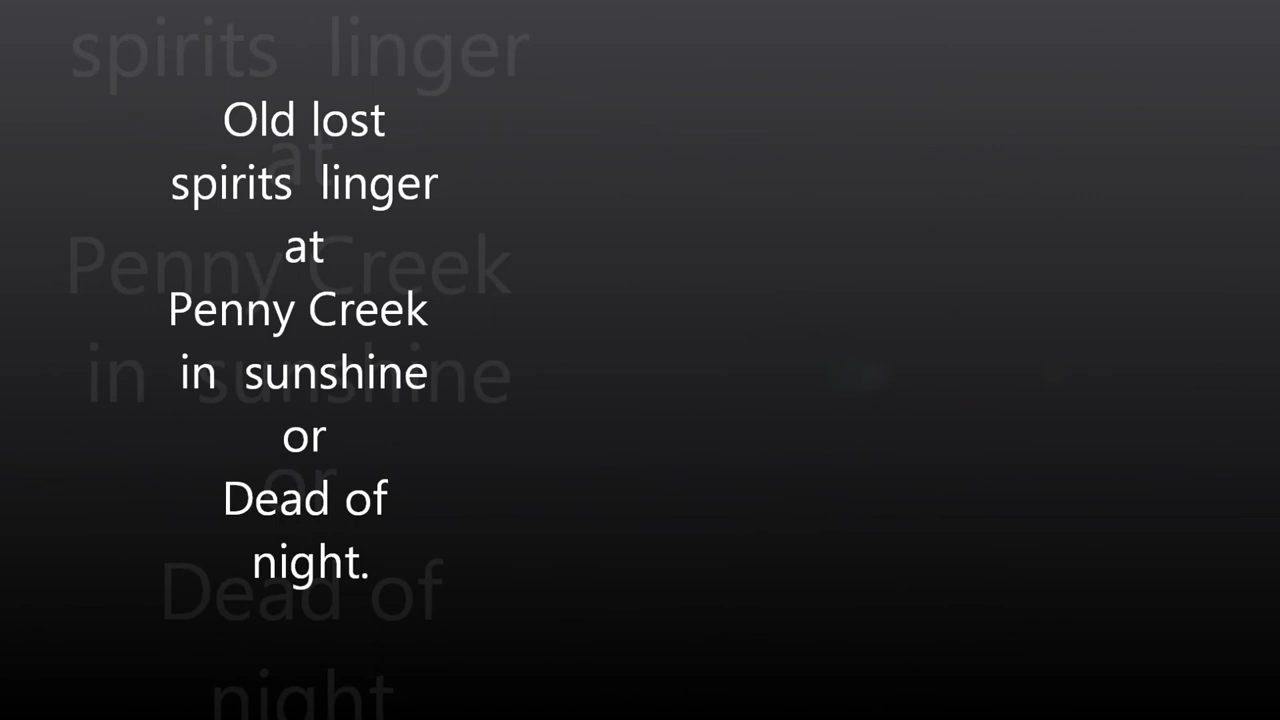 Old lost
spirits  linger
at
Penny Creek
in  sunshine
or
Dead of
night.